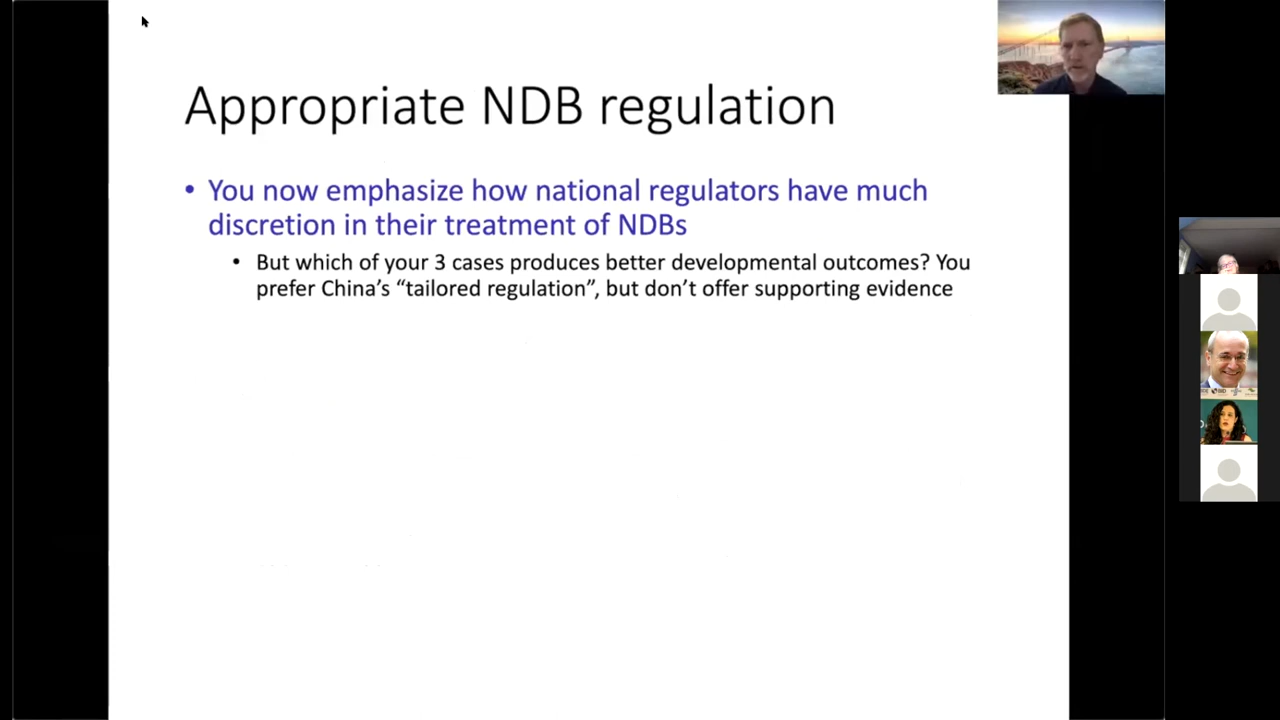 Appropriate NDB regulation
• You now emphasize how national regulators have much
discretion in their treatment of NDBs
• But which of your 3 cases produces better developmental outcomes? You
prefer China’s “tailored regulation”, but don’t offer supporting evidence